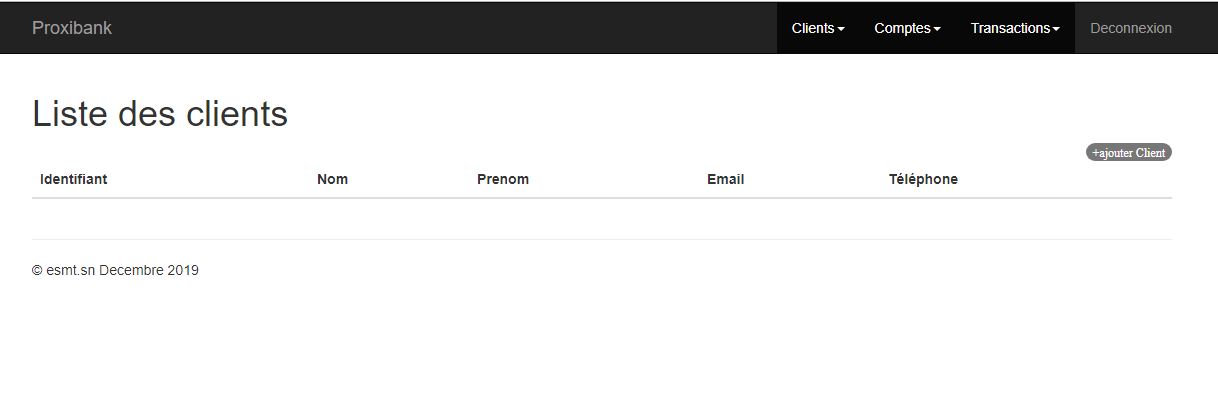 Proxibank Clients Comptes Transactions Deconnexion
Liste des clients
+ajouter Client
Identifiant Nom Prenom Email Téléphone
© esmt.sn Decembre 2019